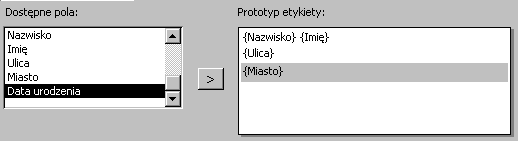 Dostępne pola:
Nazwisko
Imię
Ulica
Miasto
Data urodzenia
>
Prototyp etykiety:
{Nazwisko} {Imię}
{Ulica}
{Miasto}